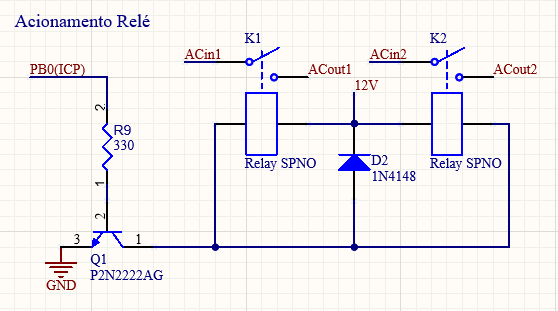 Acionamento Relé
PB0(ICP)
2
R9
330
1
2
3
1
Q1
P2N2222AG
GND
K1
ACin1
ACout1
Relay SPNO
12V
D2
1N4148
K2
ACin2
ACout2
Relay SPNO